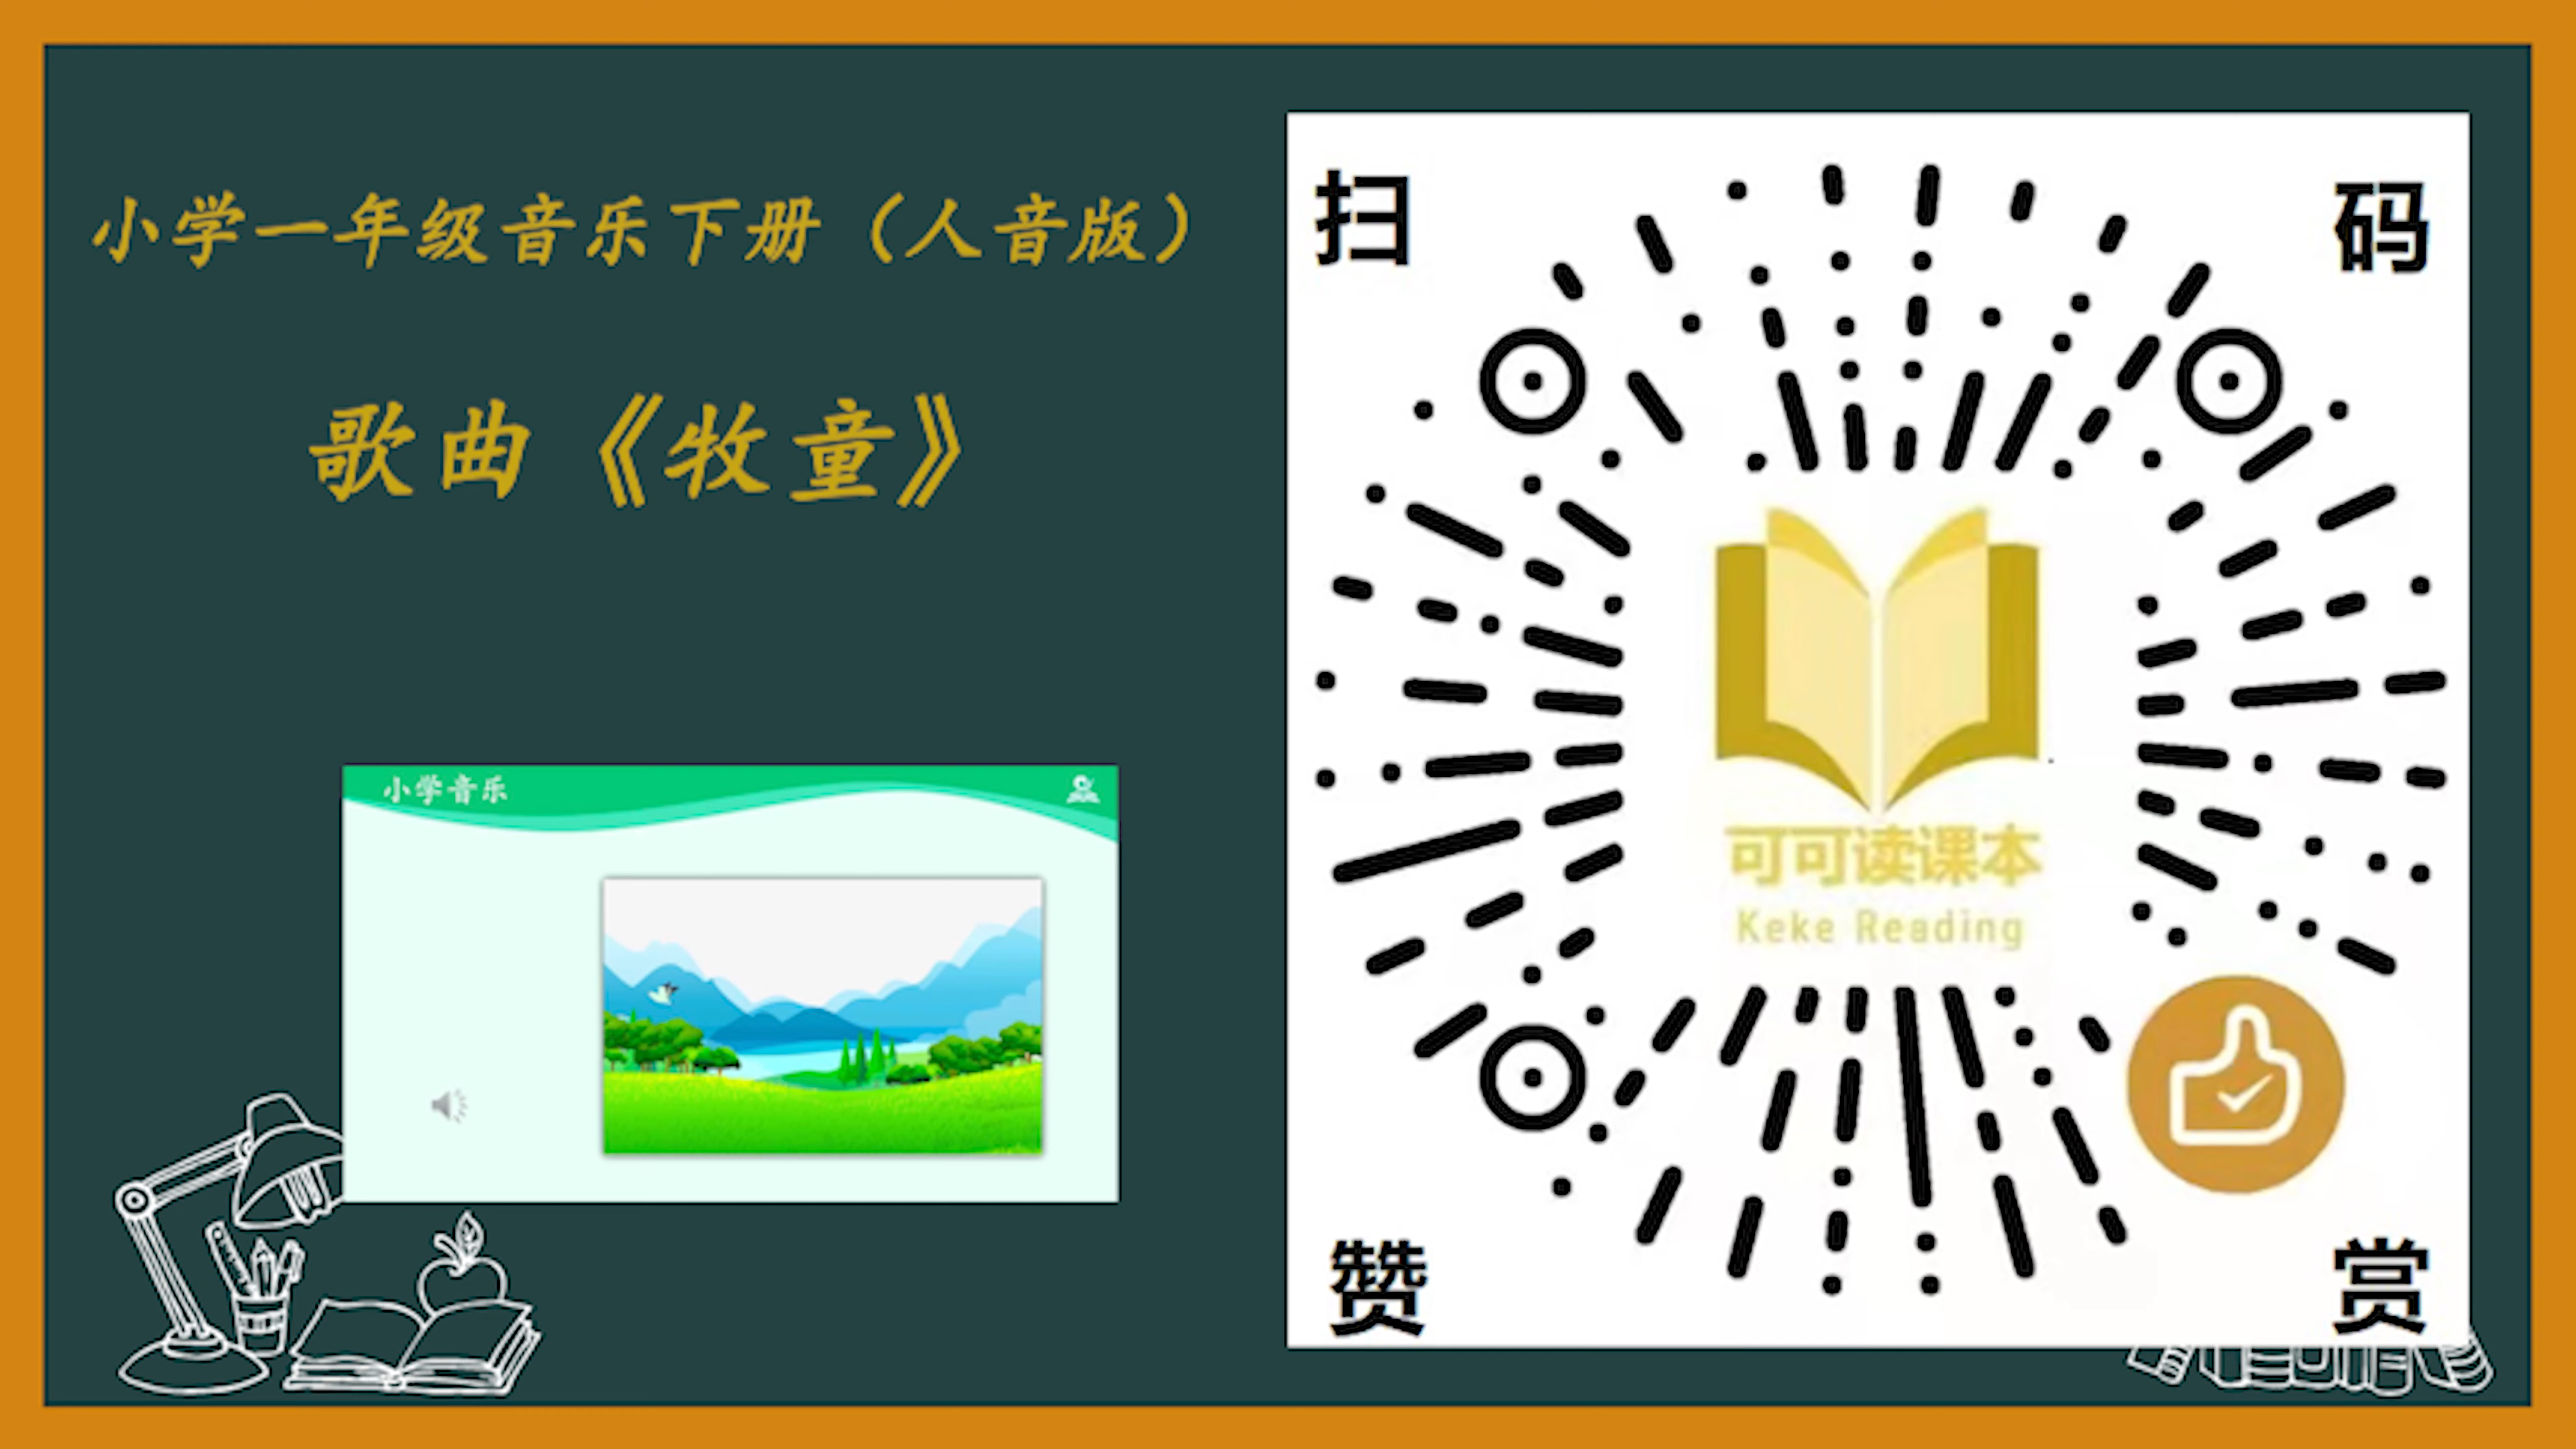 小学一年级音乐下册（人音版）
歌曲《牧童》
小学音乐
扫 码
可可读课本
Keke Reading
赞 赏